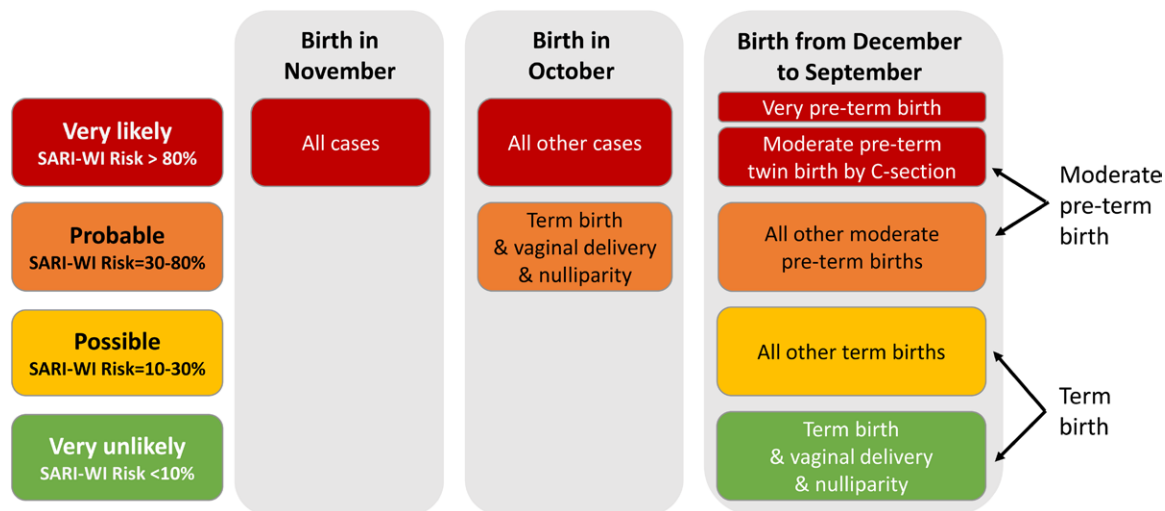 Birth in
November
Birth in
October
Birth from December
to September
Very likely
SARI-WI Risk > 80%
All cases
All other cases
Very pre-term birth
Moderate pre-term
twin birth by C-section
Moderate
pre-term
birth
Probable
SARI-WI Risk=30-80%
Term birth
& vaginal delivery
& nulliparity
All other moderate
pre-term births
Possible
SARI-WI Risk=10-30%
All other term births
Term
birth
Very unlikely
SARI-WI Risk <10%
Term birth
& vaginal delivery
& nulliparity